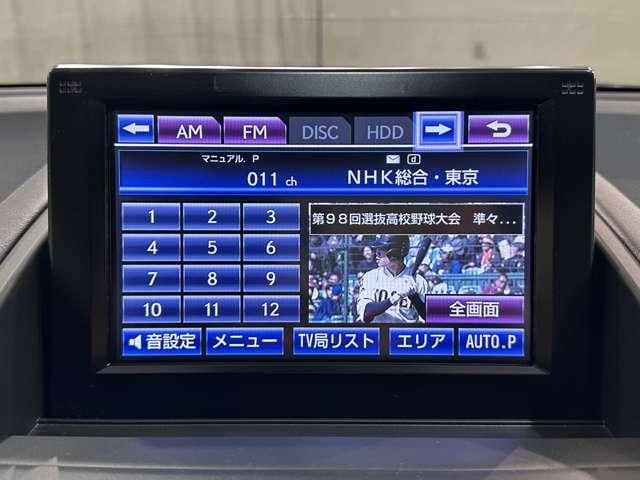 AM FM DISC HDD
マニュアル. P
011 ch NHK総合・東京
1 2 3
第98回選抜高校野球大会 準々...
4 5 6
7 8 9
全画面
10 11 12
音設定 メニュー TV局リスト エリア AUTO.P